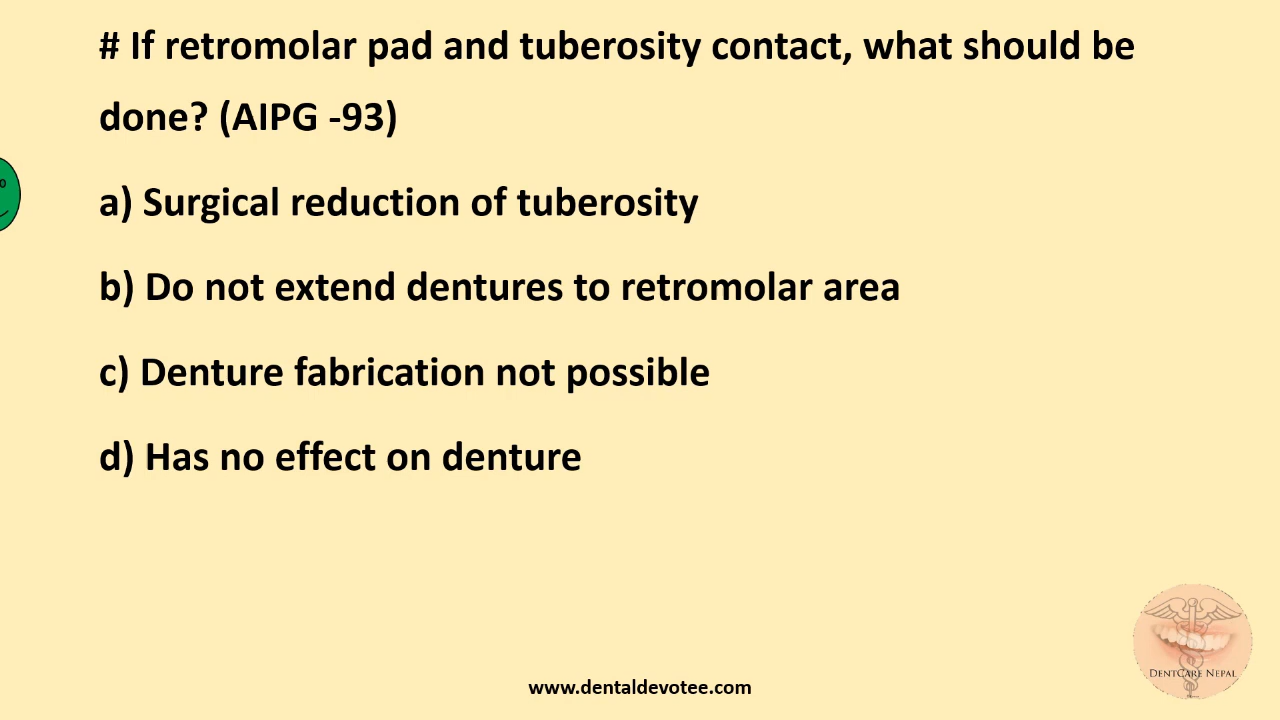 # If retromolar pad and tuberosity contact, what should be
done? (AIPG -93)
a) Surgical reduction of tuberosity
b) Do not extend dentures to retromolar area
c) Denture fabrication not possible
d) Has no effect on denture
DENTCARE NEPAL
www.dentaldevotee.com